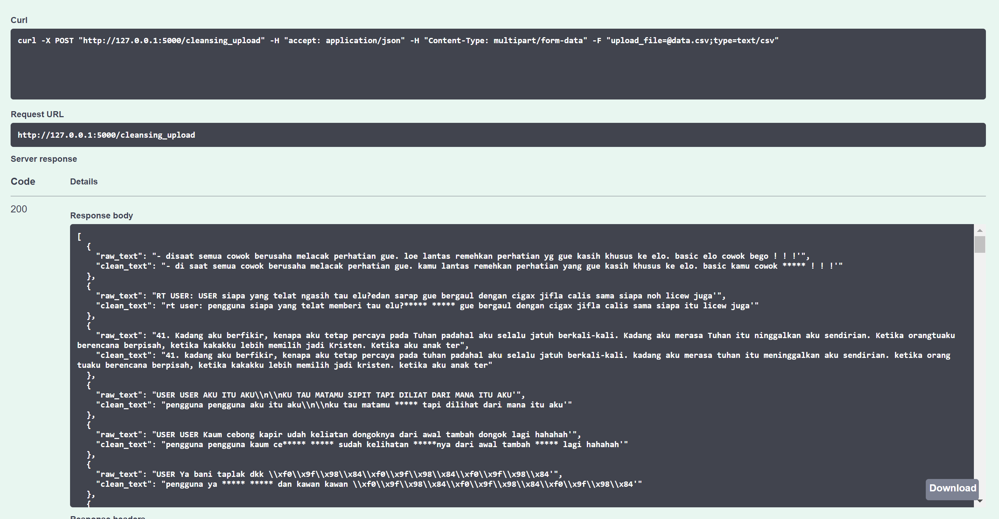 Curl
curl -X POST "http://127.0.0.1:5000/cleansing_upload" -H "accept: application/json" -H "Content-Type: multipart/form-data" -F "upload_file=@data.csv;type=text/csv"
Request URL
http://127.0.0.1:5000/cleansing_upload
Server response
Code Details
200
Response body
[
{
"raw_text": "- disaat semua cowok berusaha melacak perhatian gue. loe lantas remehkan perhatian yg gue kasih khusus ke elo. basic elo cowok bego ! ! !'",
"clean_text": "- di saat semua cowok berusaha melacak perhatian gue. kamu lantas remehkan perhatian yang gue kasih khusus ke elo. basic kamu cowok ***** ! ! !'"
},
{
"raw_text": "RT USER: USER siapa yang telat ngasih tau elu?edan sarap gue bergaul dengan cigax jifla calis sama siapa noh licew juga'",
"clean_text": "rt user: pengguna siapa yang telat memberi tau elu?***** ***** gue bergaul dengan cigax jifla calis sama siapa itu licew juga'"
},
{
"raw_text": "41. Kadang aku berfikir, kenapa aku tetap percaya pada Tuhan padahal aku selalu jatuh berkali-kali. Kadang aku merasa Tuhan itu ninggalkan aku sendirian. Ketika orangtuaku
berencana berpisah, ketika kakakku lebih memilih jadi Kristen. Ketika aku anak ter",
"clean_text": "41. kadang aku berfikir, kenapa aku tetap percaya pada tuhan padahal aku selalu jatuh berkali-kali. kadang aku merasa tuhan itu meninggalkan aku sendirian. ketika orang
tuaku berencana berpisah, ketika kakakku lebih memilih jadi kristen. ketika aku anak ter"
},
{
"raw_text": "USER USER AKU ITU AKU\\n\\nKU TAU MATAMU SIPIT TAPI DILIAT DARI MANA ITU AKU'",
"clean_text": "pengguna pengguna aku itu aku\\n\\nku tau matamu ***** tapi dilihat dari mana itu aku'"
},
{
"raw_text": "USER USER Kaum cebong kapir udah keliatan dongoknya dari awal tambah dongok lagi hahahah'",
"clean_text": "pengguna pengguna kaum ce***** ***** sudah kelihatan *****nya dari awal tambah ***** lagi hahahah'"
},
{
"raw_text": "USER Ya bani taplak dkk \\xf0\\x9f\\x98\\x84\\xf0\\x9f\\x98\\x84\\xf0\\x9f\\x98\\x84'",
"clean_text": "pengguna ya ***** ***** dan kawan kawan \\xf0\\x9f\\x98\\x84\\xf0\\x9f\\x98\\x84\\xf0\\x9f\\x98\\x84'"
},
{
Download
Response headers